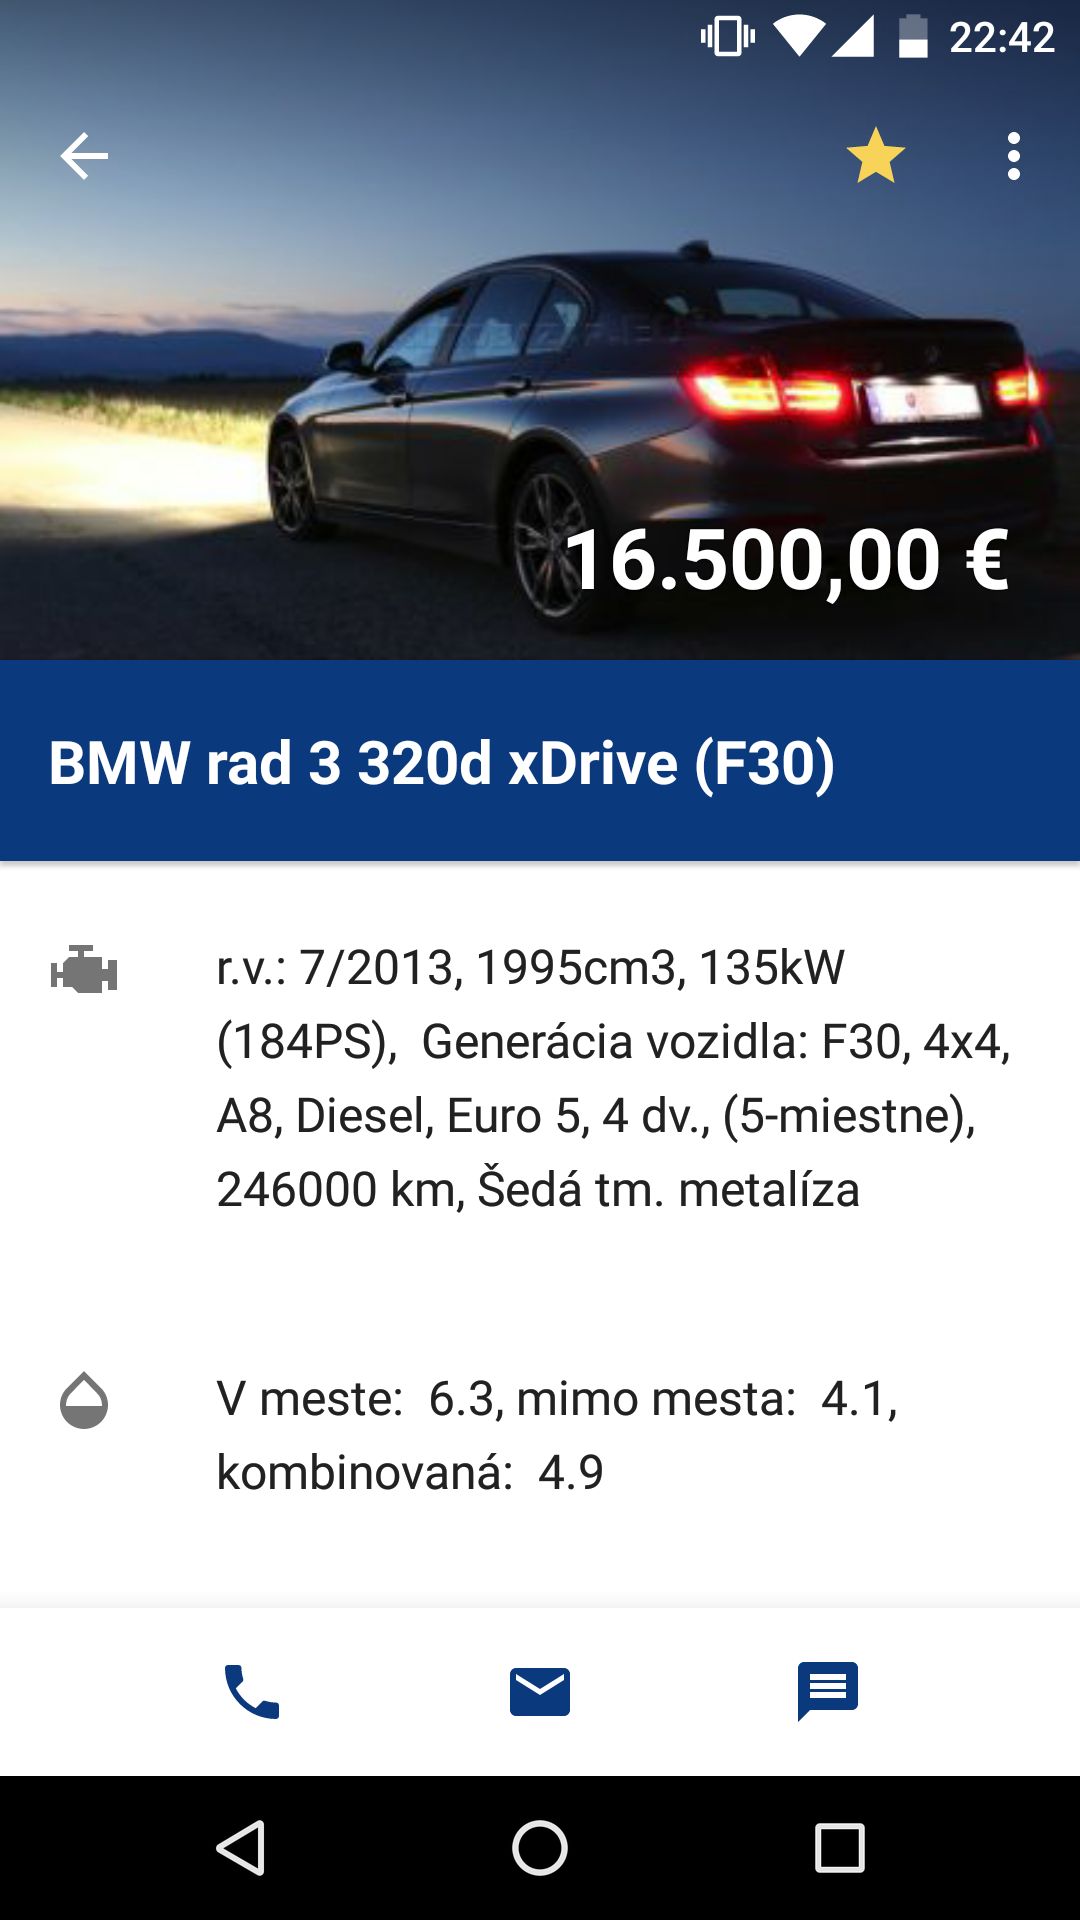 22:42
16.500,00 €
BMW rad 3 320d xDrive (F30)
r.v.: 7/2013, 1995cm3, 135kW
(184PS),  Generácia vozidla: F30, 4x4,
A8, Diesel, Euro 5, 4 dv., (5-miestne),
246000 km, Šedá tm. metalíza
V meste:  6.3, mimo mesta:  4.1,
kombinovaná:  4.9